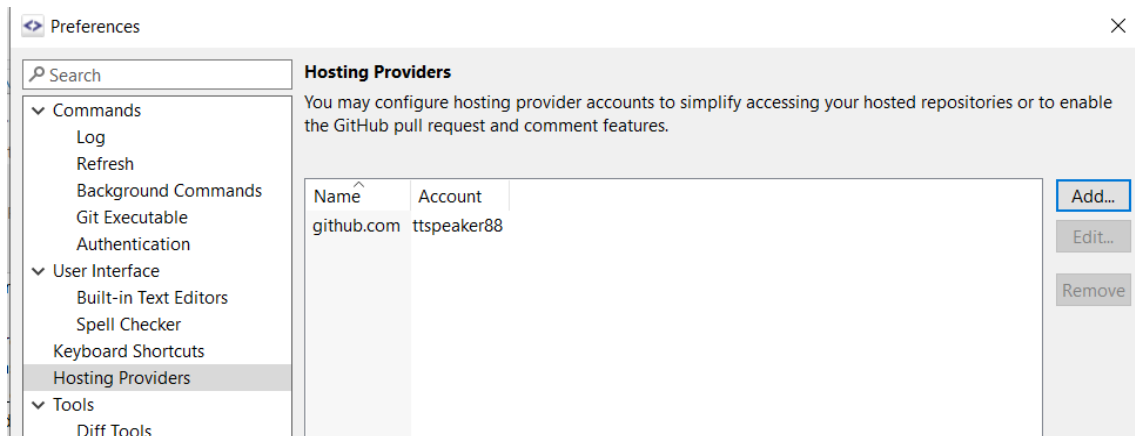 Preferences
Search
Commands
Log
Refresh
Background Commands
Git Executable
Authentication
User Interface
Built-in Text Editors
Spell Checker
Keyboard Shortcuts
Hosting Providers
Tools
Diff Tools
Hosting Providers
You may configure hosting provider accounts to simplify accessing your hosted repositories or to enable
the GitHub pull request and comment features.
Name Account
github.com ttspeaker88
Add...
Edit...
Remove